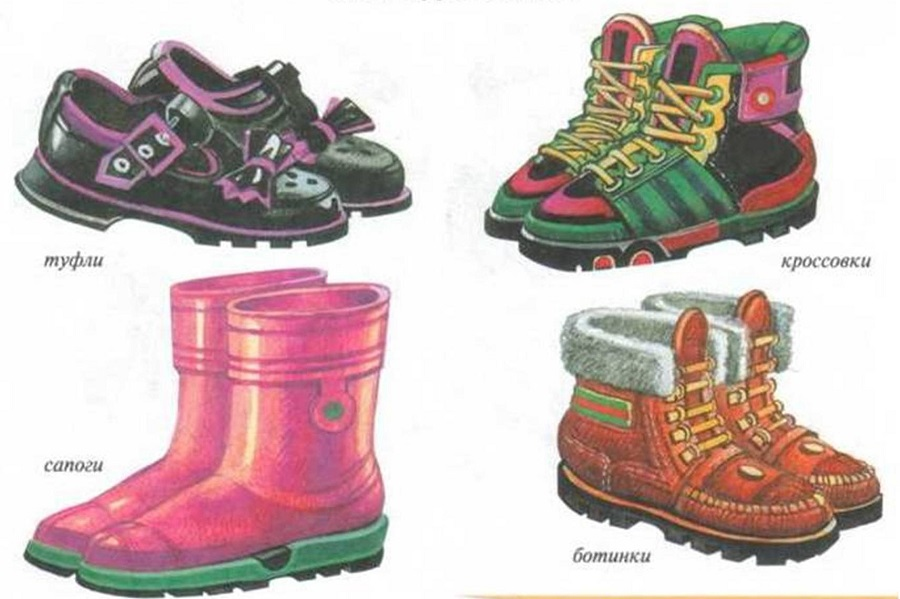 туфли
кроссовки
сапоги
ботинки